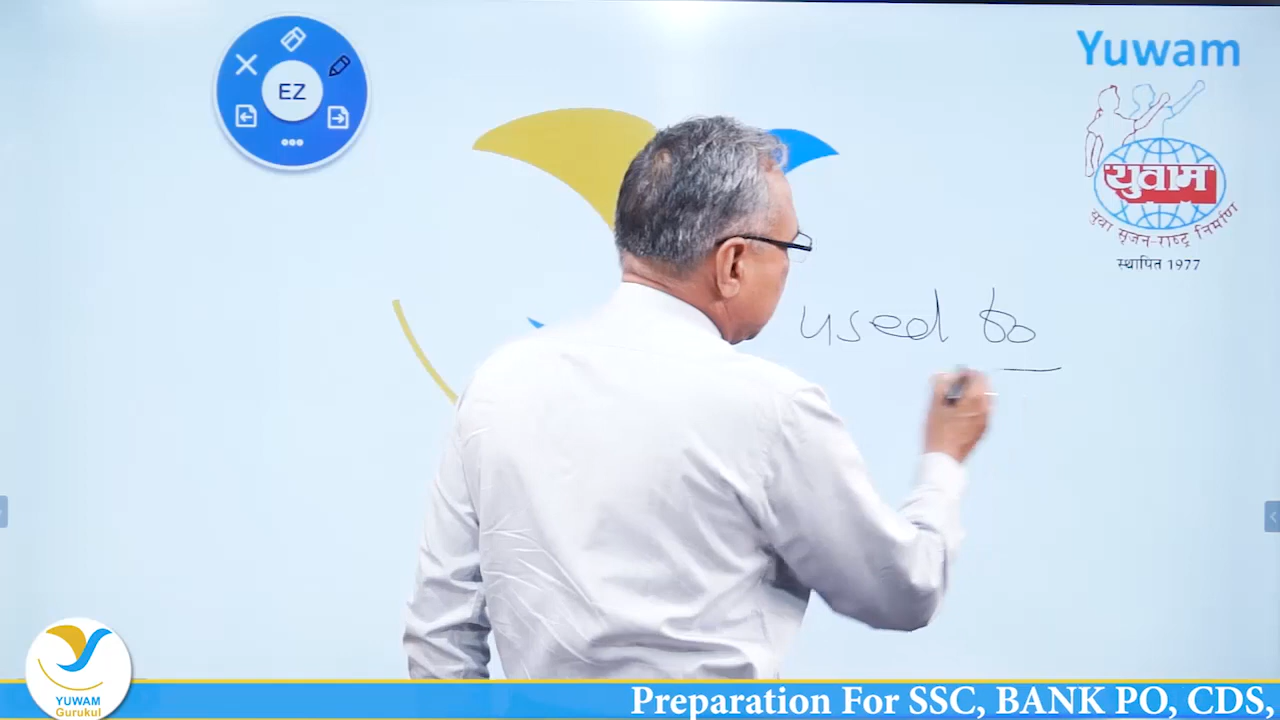 EZ
Yuwam
युवाम
युवा सृजन-राष्ट्र निर्माण
स्थापित 1977
used to
YUWAM
Gurukul
Preparation For SSC, BANK PO, CDS,